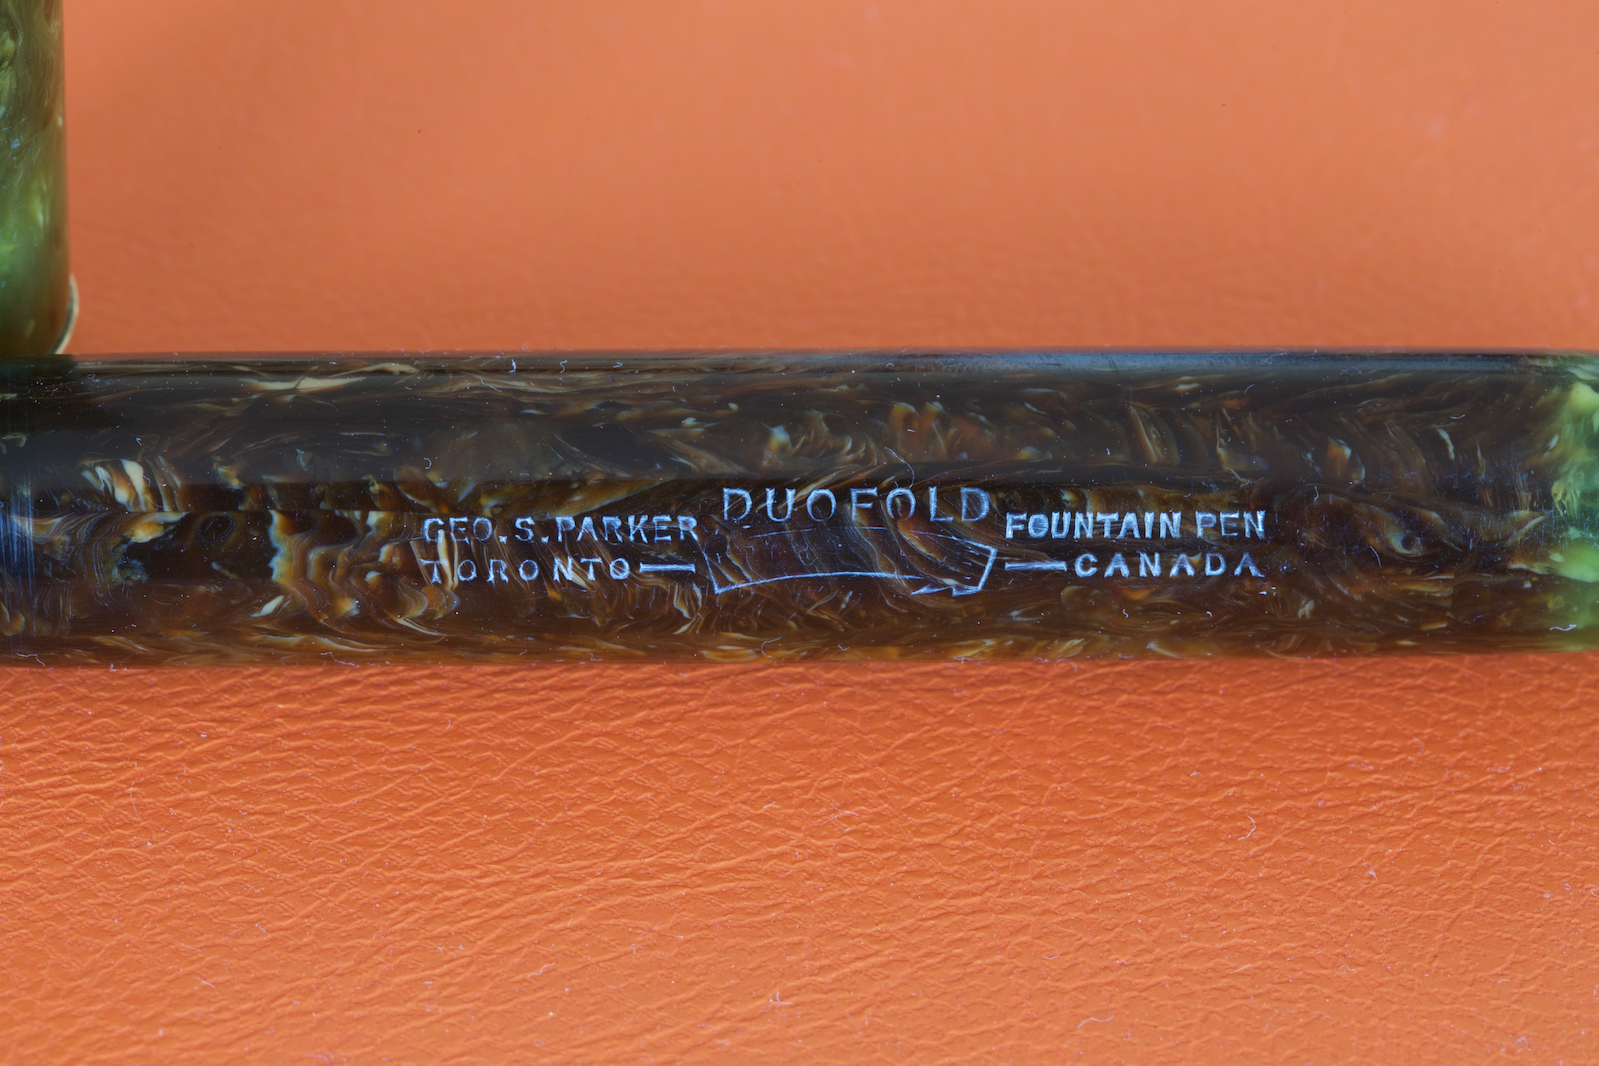 DUOFOLD
GEO. S. PARKER FOUNTAIN PEN
TORONTO — — CANADA